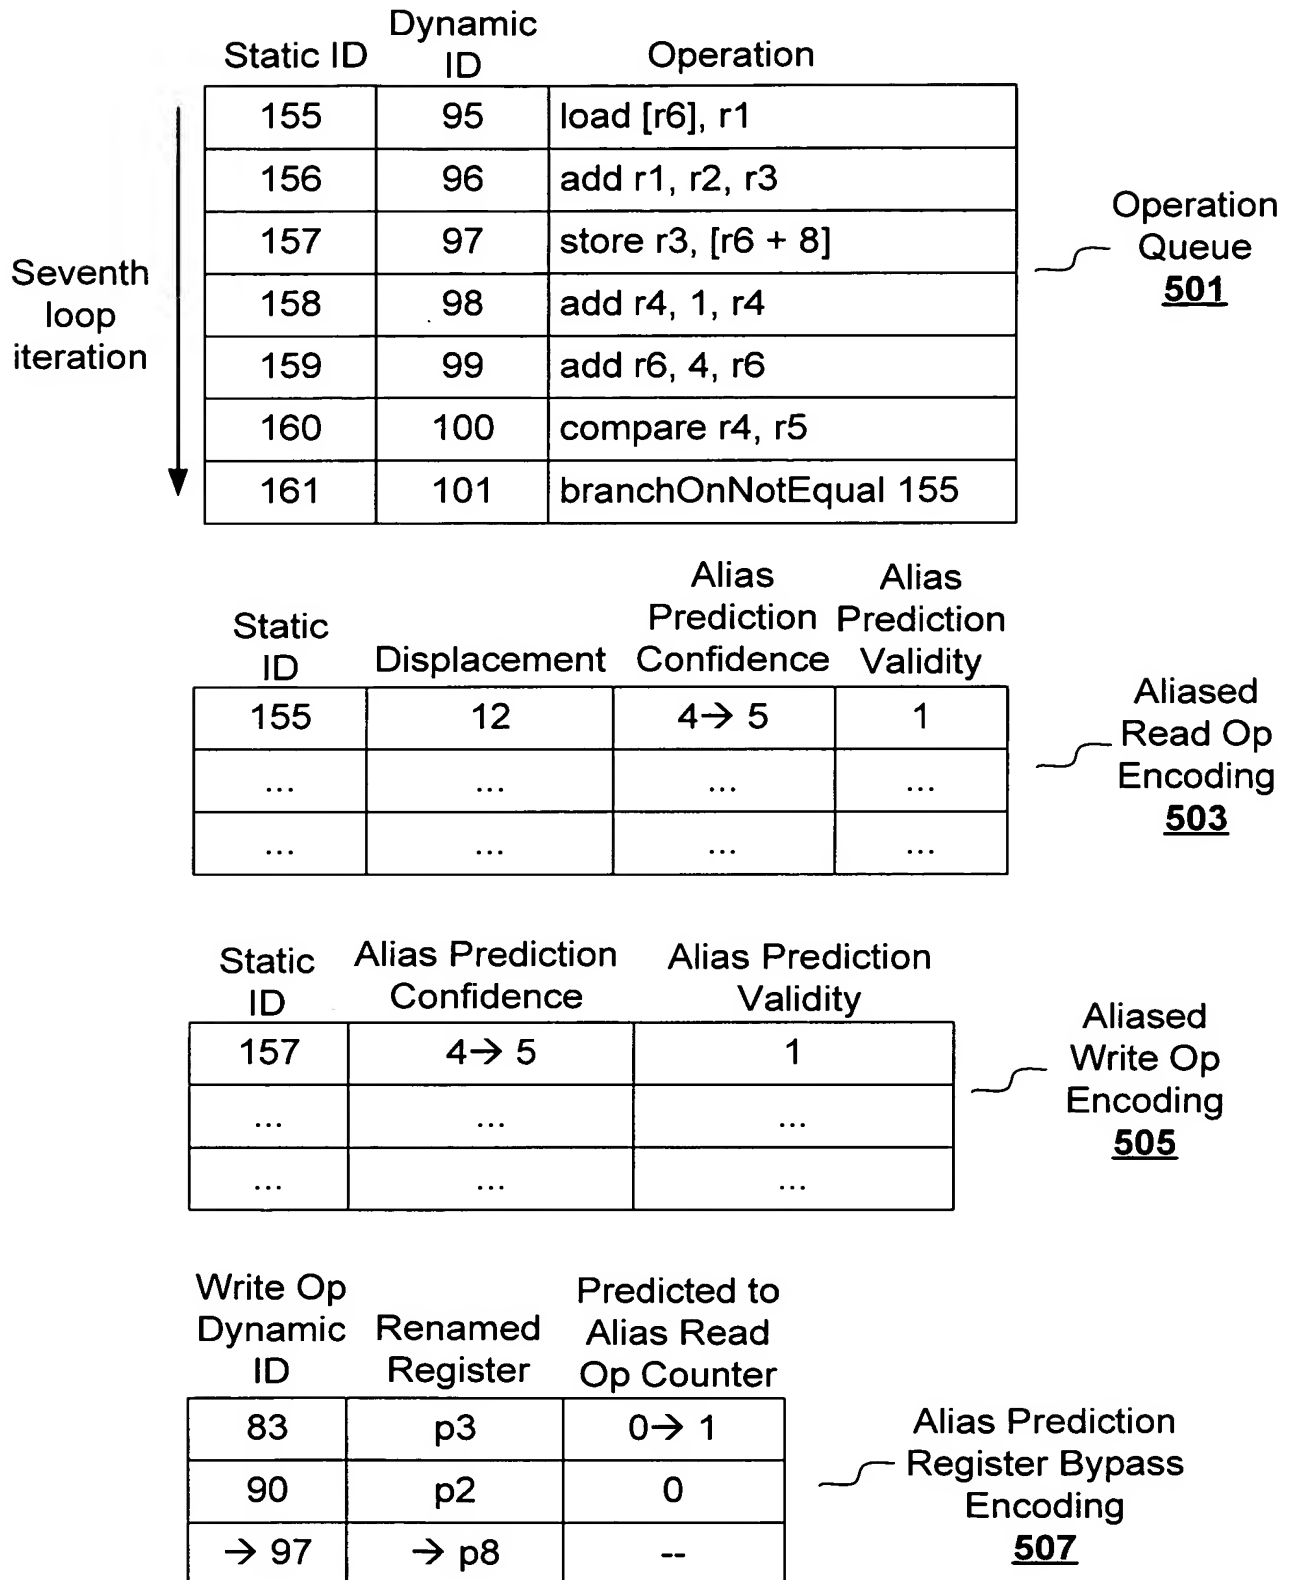 Static ID Dynamic ID Operation
155 95 load [r6], r1
156 96 add r1, r2, r3
157 97 store r3, [r6 + 8]
158 98 add r4, 1, r4
159 99 add r6, 4, r6
160 100 compare r4, r5
161 101 branchOnNotEqual 155
Seventh
loop
iteration
Operation
Queue
501
Static ID Displacement Alias Prediction Confidence Alias Prediction Validity
155 12 4→ 5 1
... ... ... ...
... ... ... ...
Aliased
Read Op
Encoding
503
Static ID Alias Prediction Confidence Alias Prediction Validity
157 4→ 5 1
... ... ...
... ... ...
Aliased
Write Op
Encoding
505
Write Op Dynamic ID Renamed Register Predicted to Alias Read Op Counter
83 p3 0→ 1
90 p2 0
→ 97 → p8 --
Alias Prediction
Register Bypass
Encoding
507